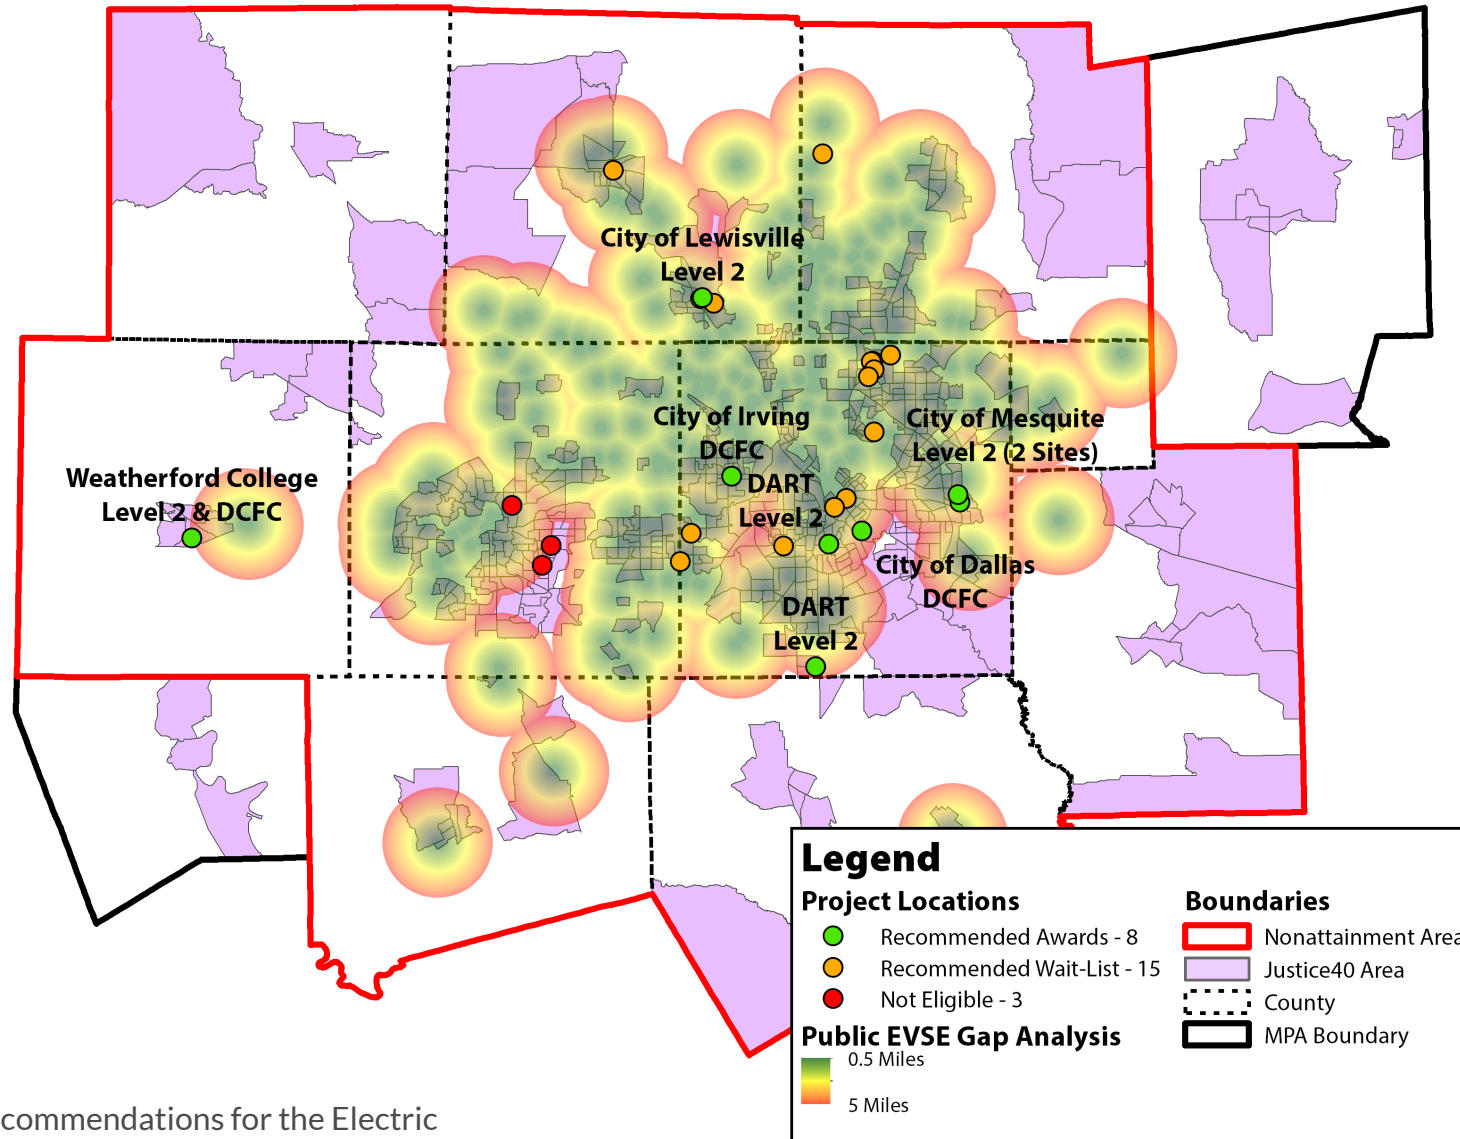 City of Lewisville
Level 2
City of Irving
DCFC
City of Mesquite
Level 2 (2 Sites)
Weatherford College
Level 2 & DCFC
DART
Level 2
City of Dallas
DCFC
DART
Level 2
Legend
Project Locations
Recommended Awards - 8
Recommended Wait-List - 15
Not Eligible - 3
Public EVSE Gap Analysis
0.5 Miles
5 Miles
Boundaries
Nonattainment Area
Justice40 Area
County
MPA Boundary
commendations for the Electric